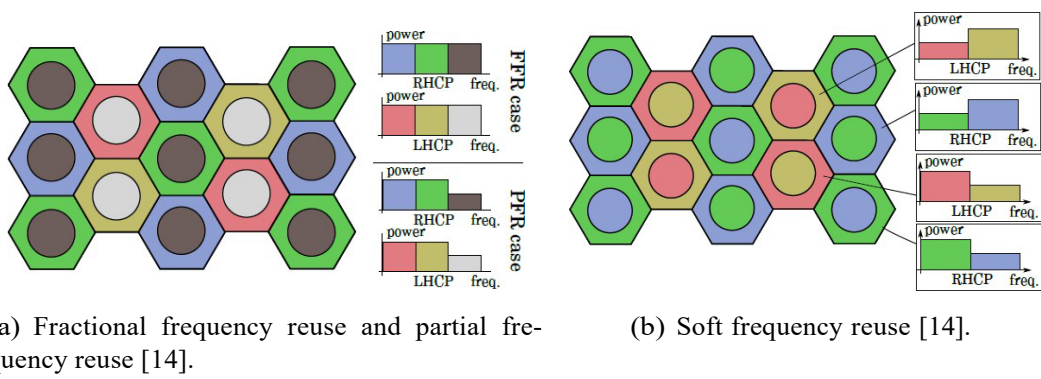 power
RHCP freq.
power
LHCP freq.
FFR case
power
RHCP freq.
power
LHCP freq.
PFR case
power
LHCP freq.
power
RHCP freq.
power
LHCP freq.
power
RHCP freq.
a) Fractional frequency reuse and partial fre-
quency reuse [14].
(b) Soft frequency reuse [14].